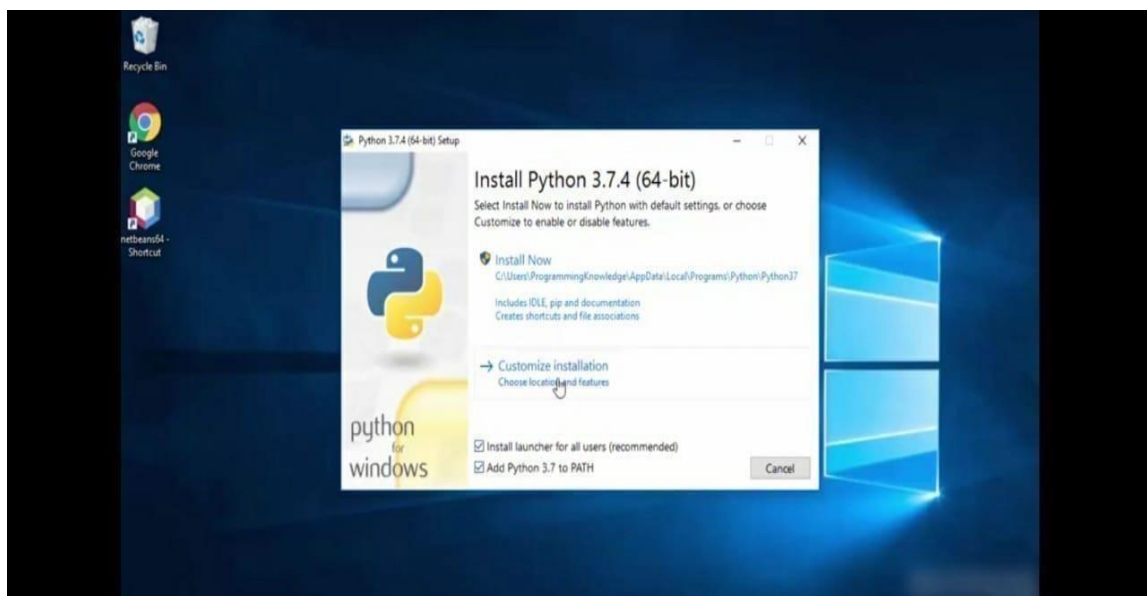 Recycle Bin
Google
Chrome
netbeans64 -
Shortcut
Python 3.7.4 (64-bit) Setup
Install Python 3.7.4 (64-bit)
Select Install Now to install Python with default settings, or choose
Customize to enable or disable features.
Install Now
C:\Users\ProgrammingKnowledge\AppData\Local\Programs\Python\Python37
Includes IDLE, pip and documentation
Creates shortcuts and file associations
Customize installation
Choose location and features
python
for
windows
Install launcher for all users (recommended)
Add Python 3.7 to PATH
Cancel